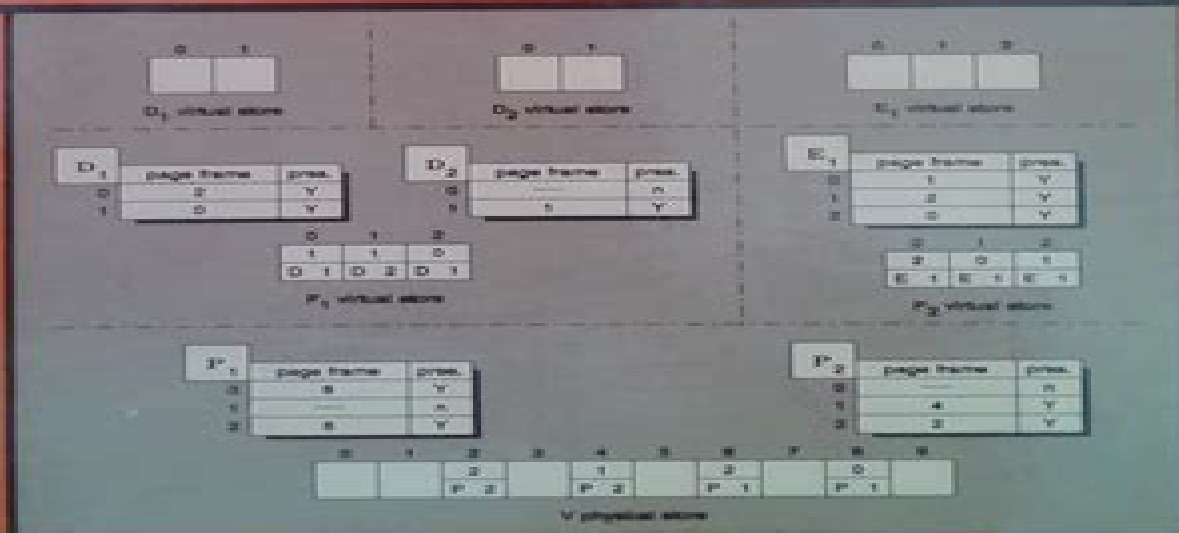 0 1
D1 virtual store
0 1
D2 virtual store
0 1 2
E1 virtual store
D1
page frame pres.
0 2 Y
1 0 Y
D2
page frame pres.
0 — n
1 1 Y
E1
page frame pres.
0 1 Y
1 2 Y
2 0 Y
0 1 2
1 1 0
D 1 D 2 D 1
P1 virtual store
0 1 2
2 0 1
E 1 E 1 E 1
P2 virtual store
P1
page frame pres.
0 8 Y
1 — n
2 6 Y
P2
page frame pres.
0 — n
1 4 Y
2 2 Y
0 1 2 3 4 5 6 7 8 9
2 1 2 0
P 2 P 2 P 1 P 1
V physical store